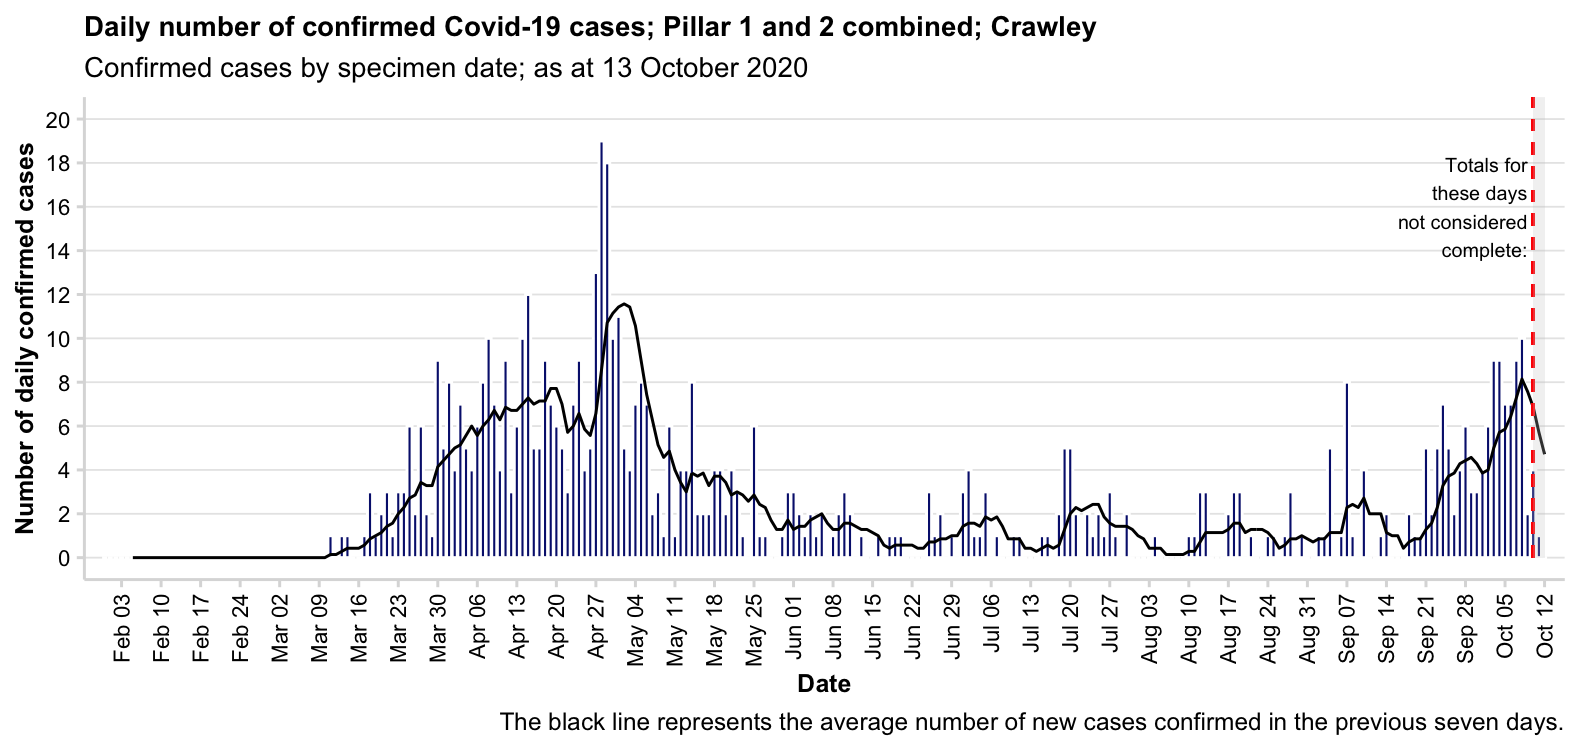 Daily number of confirmed Covid-19 cases; Pillar 1 and 2 combined; Crawley
Confirmed cases by specimen date; as at 13 October 2020
Number of daily confirmed cases
20
18
16
14
12
10
8
6
4
2
0
Totals for
these days
not considered
complete:
Feb 03
Feb 10
Feb 17
Feb 24
Mar 02
Mar 09
Mar 16
Mar 23
Mar 30
Apr 06
Apr 13
Apr 20
Apr 27
May 04
May 11
May 18
May 25
Jun 01
Jun 08
Jun 15
Jun 22
Jun 29
Jul 06
Jul 13
Jul 20
Jul 27
Aug 03
Aug 10
Aug 17
Aug 24
Aug 31
Sep 07
Sep 14
Sep 21
Sep 28
Oct 05
Oct 12
Date
The black line represents the average number of new cases confirmed in the previous seven days.